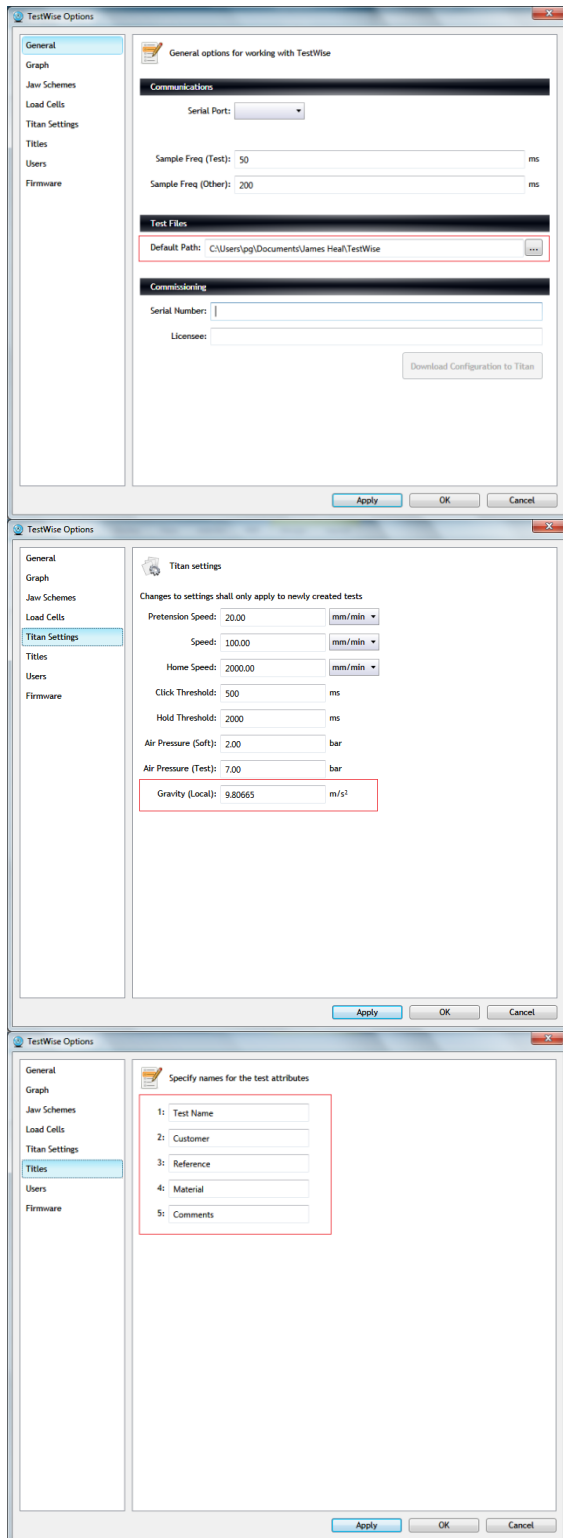 TestWise Options
General
Graph
Jaw Schemes
Load Cells
Titan Settings
Titles
Users
Firmware
General options for working with TestWise
Communications
Serial Port:
Sample Freq (Test): 50 ms
Sample Freq (Other): 200 ms
Test Files
Default Path: C:\Users\pg\Documents\James Heal\TestWise ...
Commissioning
Serial Number:
Licensee:
Download Configuration to Titan
Apply OK Cancel
TestWise Options
General
Graph
Jaw Schemes
Load Cells
Titan Settings
Titles
Users
Firmware
Titan settings
Changes to settings shall only apply to newly created tests
Pretension Speed: 20.00 mm/min
Speed: 100.00 mm/min
Home Speed: 2000.00 mm/min
Click Threshold: 500 ms
Hold Threshold: 2000 ms
Air Pressure (Soft): 2.00 bar
Air Pressure (Test): 7.00 bar
Gravity (Local): 9.80665 m/s²
Apply OK Cancel
TestWise Options
General
Graph
Jaw Schemes
Load Cells
Titan Settings
Titles
Users
Firmware
Specify names for the test attributes
1: Test Name
2: Customer
3: Reference
4: Material
5: Comments
Apply OK Cancel